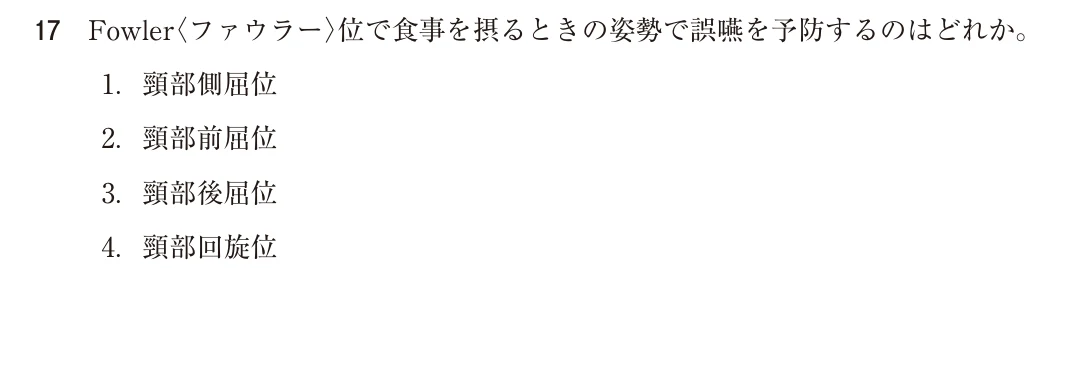 17 Fowler〈ファウラー〉位で食事を摂るときの姿勢で誤嚥を予防するのはどれか。
1. 頸部側屈位
2. 頸部前屈位
3. 頸部後屈位
4. 頸部回旋位